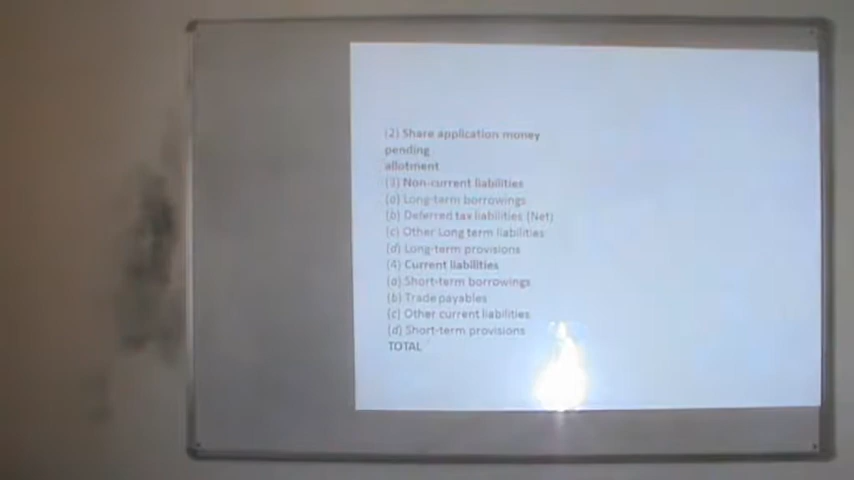 (2) Share application money
pending
allotment
(3) Non-current liabilities
(a) Long-term borrowings
(b) Deferred tax liabilities (Net)
(c) Other Long term liabilities
(d) Long-term provisions
(4) Current liabilities
(a) Short-term borrowings
(b) Trade payables
(c) Other current liabilities
(d) Short-term provisions
TOTAL